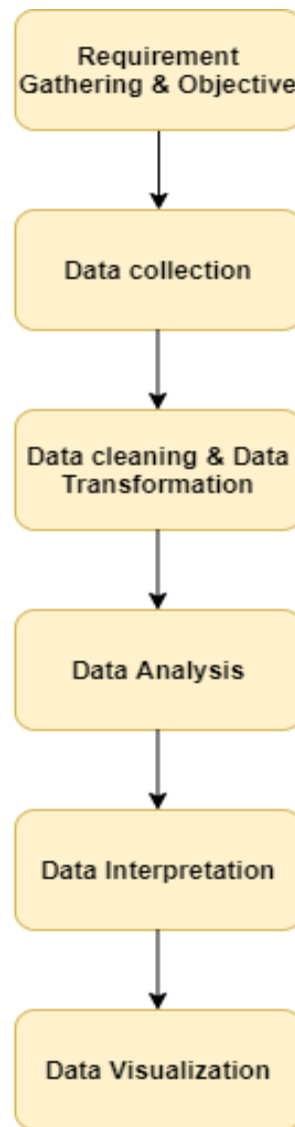 Requirement
Gathering & Objective
Data collection
Data cleaning & Data
Transformation
Data Analysis
Data Interpretation
Data Visualization